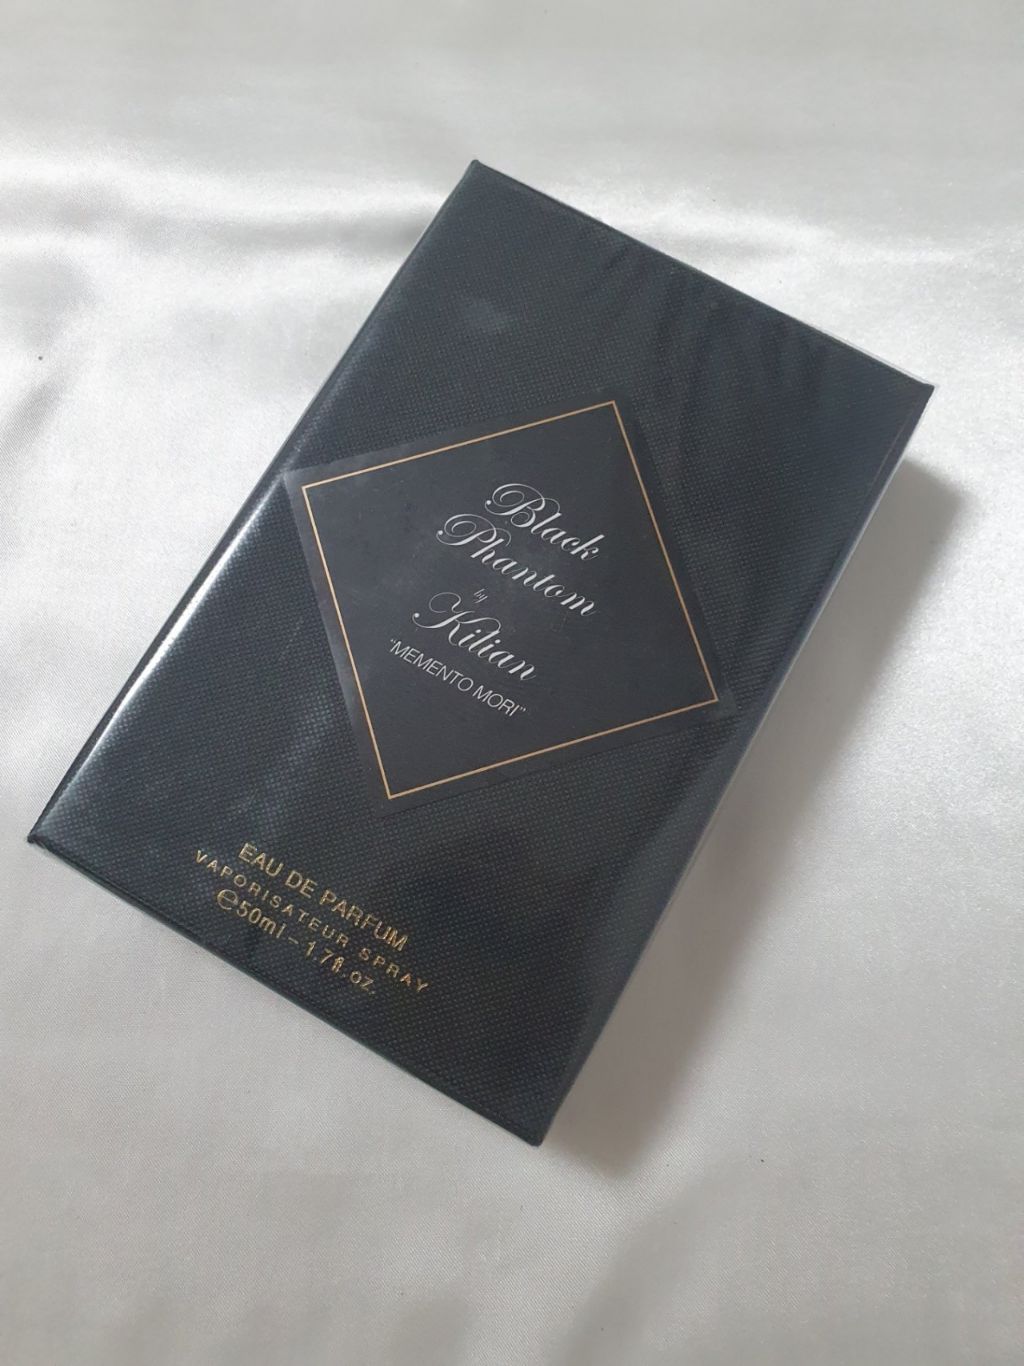 Black
Phantom
by
Kilian
"MEMENTO MORI"
EAU DE PARFUM
VAPORISATEUR SPRAY
℮50ml - 1.7fl.oz.